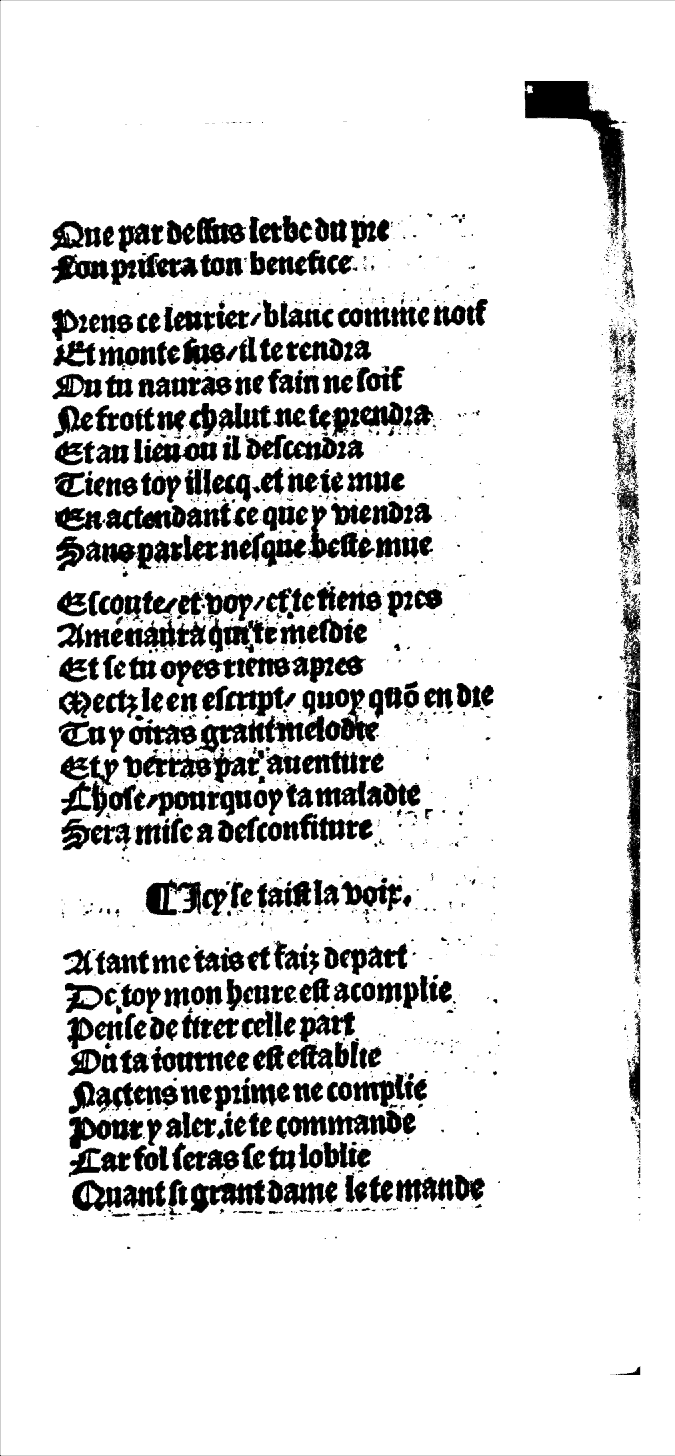 Que par dessus lerbe du pre
Lon prisera ton benefice
Prens ce leurier/blanc comme noif
Et monte sus/il te rendra
Ou tu nauras ne fain ne soif
Ne froit ne chalut ne te prendra
Et au lieu ou il descendra
Tiens toy illecq.et ne te mue
En actendant ce que y viendra
Sans parler nesque beste mue
Escoute/et voy/et te tiens pres
Ame naura qui te mesdie
Et se tu oyes riens apres
Mectz le en escript/ quoy quō en die
Tu y oiras grant melodie
Et y verras par auenture
Chose/pourquoy ta maladie
Sera mise a desconfiture
¶ Icy se taist la voix.
A tant me tais et faiz depart
De toy mon heure est acomplie
Pense de tirer celle part
Ou ta iournee est establie
Nactens ne prime ne complie
Pour y aler.ie te commande
Car fol seras se tu loblie
Quant si grant dame le te mande